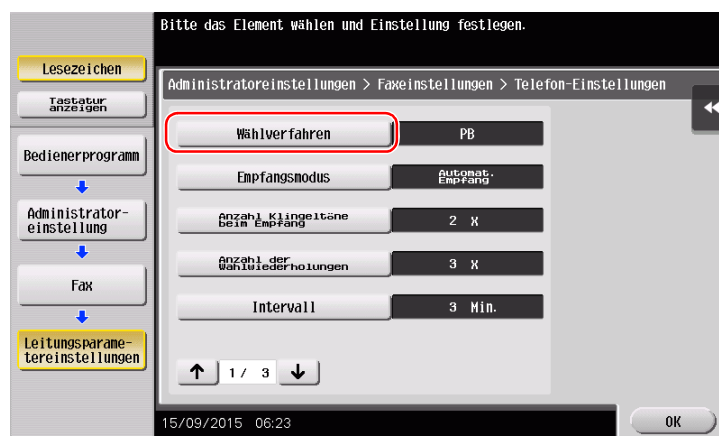 Bitte das Element wählen und Einstellung festlegen.
Lesezeichen
Tastatur
anzeigen
Bedienerprogramm
Administrator-
einstellung
Fax
Leitungsparame-
tereinstellungen
Administratoreinstellungen > Faxeinstellungen > Telefon-Einstellungen
Wählverfahren PB
Empfangsmodus Automat.
Empfang
Anzahl Klingeltöne
beim Empfang 2 X
Anzahl der
Wahlwiederholungen 3 X
Intervall 3 Min.
↑ 1/ 3 ↓
15/09/2015 06:23
OK